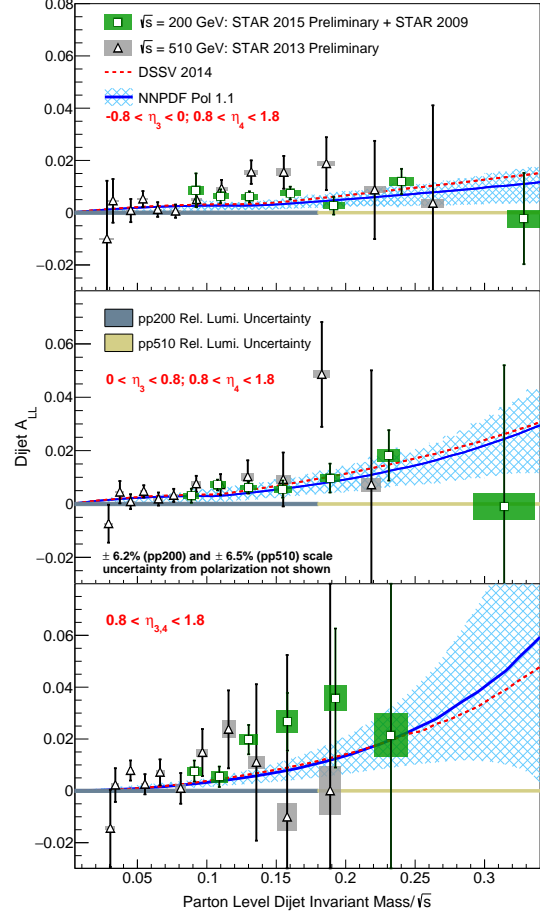 0.08
√s = 200 GeV: STAR 2015 Preliminary + STAR 2009
√s = 510 GeV: STAR 2013 Preliminary
0.06
DSSV 2014
NNPDF Pol 1.1
0.04
-0.8 < η3 < 0; 0.8 < η4 < 1.8
0.02
0
−0.02
pp200 Rel. Lumi. Uncertainty
0.06
pp510 Rel. Lumi. Uncertainty
0 < η3 < 0.8; 0.8 < η4 < 1.8
0.04
Dijet ALL
0.02
0
± 6.2% (pp200) and ± 6.5% (pp510) scale
−0.02
uncertainty from polarization not shown
0.8 < η3,4 < 1.8
0.06
0.04
0.02
0
−0.02
0.05 0.1 0.15 0.2 0.25 0.3
Parton Level Dijet Invariant Mass/√s